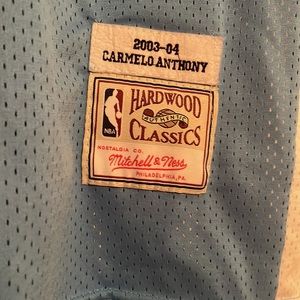 2003-04
CARMELO ANTHONY
HARDWOOD
AUTHENTIC
CLASSICS
NBA
NOSTALGIA CO.
Mitchell & Ness
PHILADELPHIA, PA.